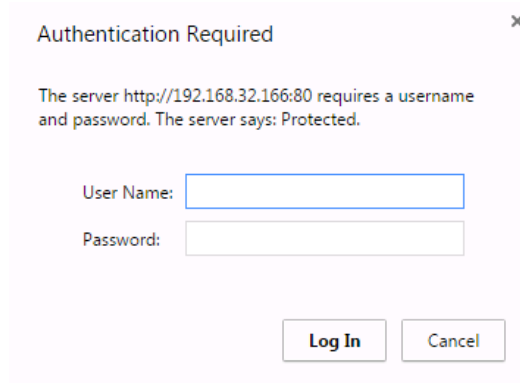 Authentication Required
The server http://192.168.32.166:80 requires a username
and password. The server says: Protected.
User Name:
Password:
Log In Cancel